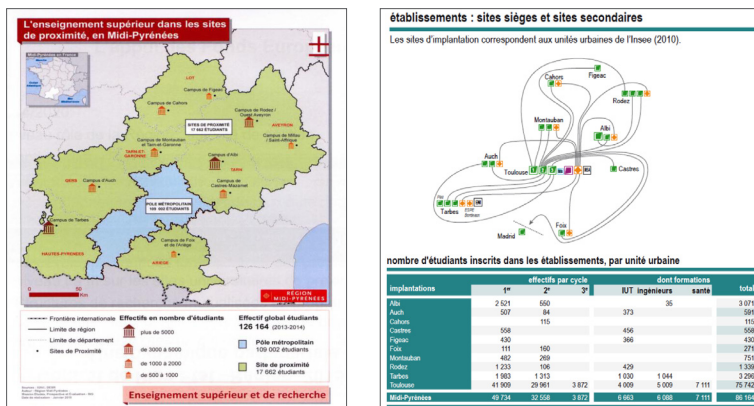 L'enseignement supérieur dans les sites
de proximité, en Midi-Pyrénées
LOT
Campus de Figeac
Campus de Cahors
Campus de Rodez /
Ouest Aveyron
SITES DE PROXIMITÉ
17 662 ÉTUDIANTS
AVEYRON
Campus de Montauban
et Tarn-et-Garonne
Campus de Millau
/ Saint-Affrique
TARN-ET-
GARONNE
Campus d'Albi
GERS
Campus d'Auch
TARN
Campus de
Castres-Mazamet
PÔLE MÉTROPOLITAIN
109 002 ÉTUDIANTS
Campus de Tarbes
Campus de Foix
et de l'Ariège
HAUTES-PYRÉNÉES
ARIÈGE
0 50
Km
RÉGION
MIDI-PYRÉNÉES
Frontière internationale
Limite de région
Limite de département
Sites de Proximité
Effectifs en nombre d'étudiants
plus de 5000
de 3000 à 5000
de 1000 à 2000
de 500 à 1000
Effectif global étudiants
126 164 (2013-2014)
Pôle métropolitain
109 002 étudiants
Site de proximité
17 662 étudiants
Enseignement supérieur et de recherche
établissements : sites sièges et sites secondaires
Les sites d'implantation correspondent aux unités urbaines de l'Insee (2010).
Cahors
Figeac
Rodez
Montauban
Albi
Auch
Toulouse
Castres
Tarbes
Foix
Madrid
nombre d'étudiants inscrits dans les établissements, par unité urbaine
effectifs par cycle dont formations
implantations 1er 2e 3e IUT ingénieurs santé total
Albi 2 521 550 35 3 071
Auch 507 84 373 591
Cahors 115 115
Castres 558 456 558
Figeac 430 366 430
Foix 111 160 271
Montauban 482 269 751
Rodez 1 233 106 429 1 339
Tarbes 1 983 1 313 1 030 1 044 3 296
Toulouse 41 909 29 961 3 872 4 009 5 009 7 111 75 742
Midi-Pyrénées 49 734 32 558 3 872 6 663 6 088 7 111 86 164